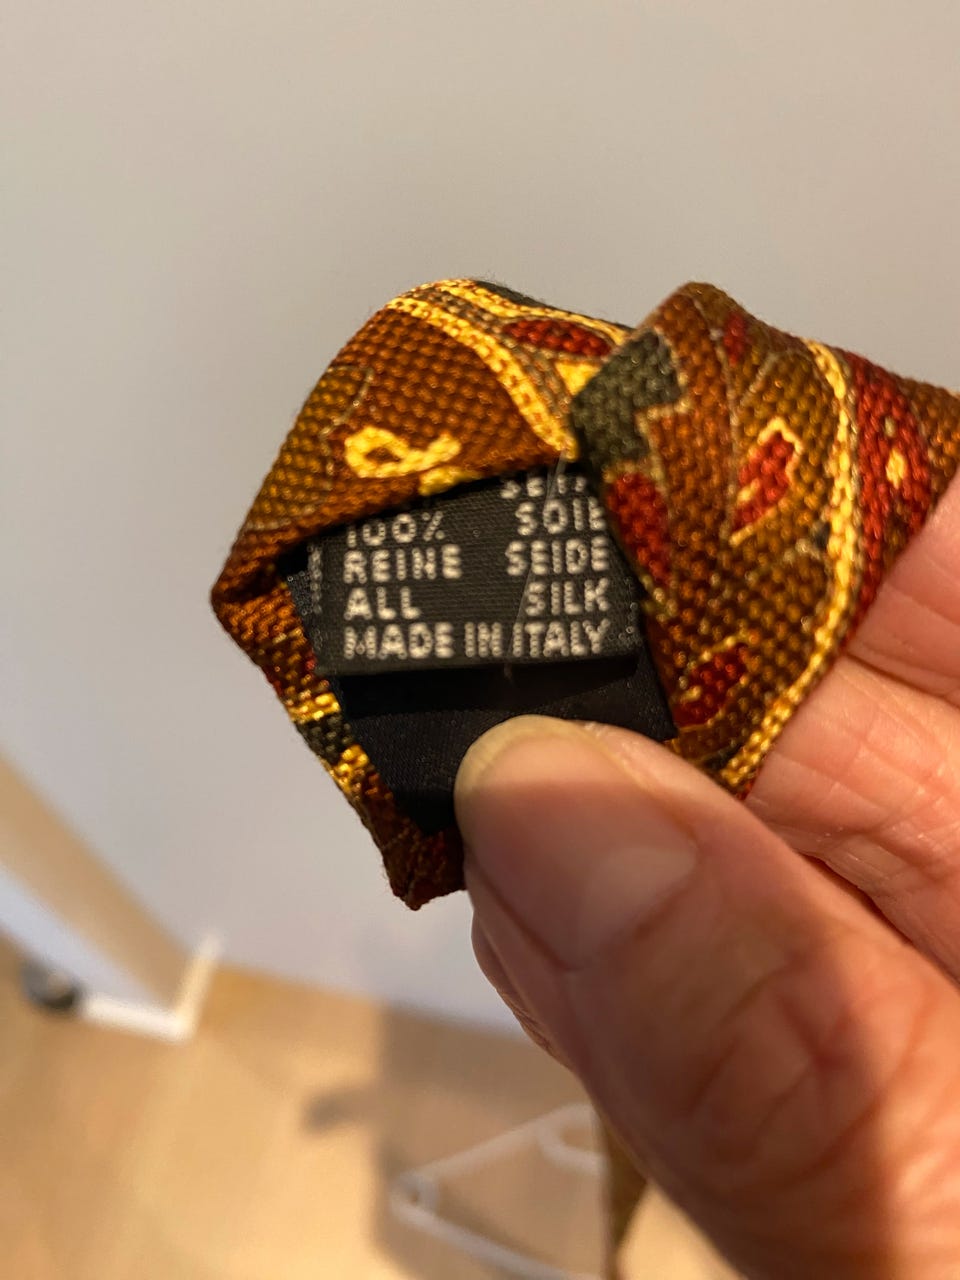 100% SOIE
REINE SEIDE
ALL SILK
MADE IN ITALY